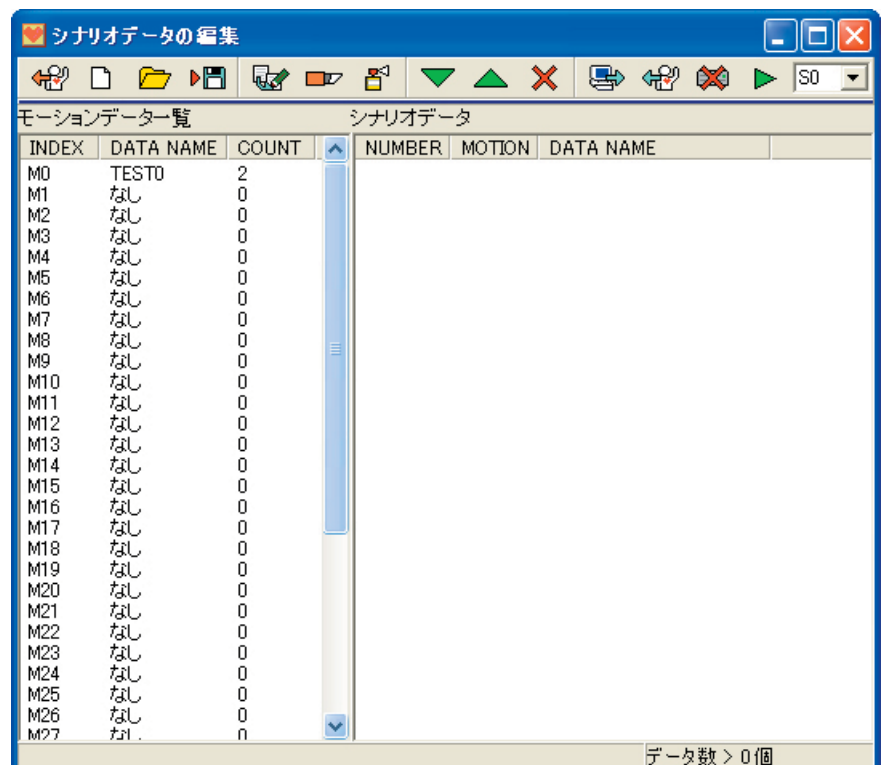 シナリオデータの編集
S0
モーションデータ一覧 シナリオデータ
INDEX DATA NAME COUNT NUMBER MOTION DATA NAME
M0 TEST0 2
M1 なし 0
M2 なし 0
M3 なし 0
M4 なし 0
M5 なし 0
M6 なし 0
M7 なし 0
M8 なし 0
M9 なし 0
M10 なし 0
M11 なし 0
M12 なし 0
M13 なし 0
M14 なし 0
M15 なし 0
M16 なし 0
M17 なし 0
M18 なし 0
M19 なし 0
M20 なし 0
M21 なし 0
M22 なし 0
M23 なし 0
M24 なし 0
M25 なし 0
M26 なし 0
M27 なし 0
データ数 > 0個